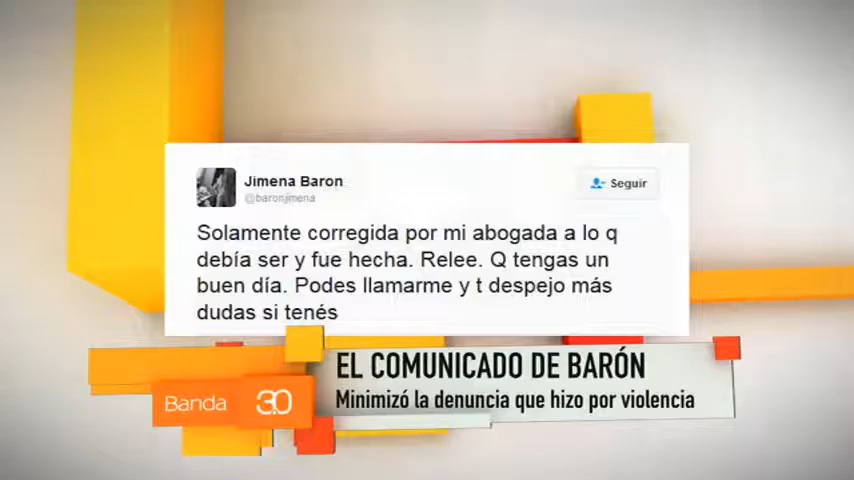 Jimena Baron
@baronjimena
Seguir
Solamente corregida por mi abogada a lo q
debía ser y fue hecha. Relee. Q tengas un
buen día. Podes llamarme y t despejo más
dudas si tenés
EL COMUNICADO DE BARÓN
Minimizó la denuncia que hizo por violencia
Banda 3.0